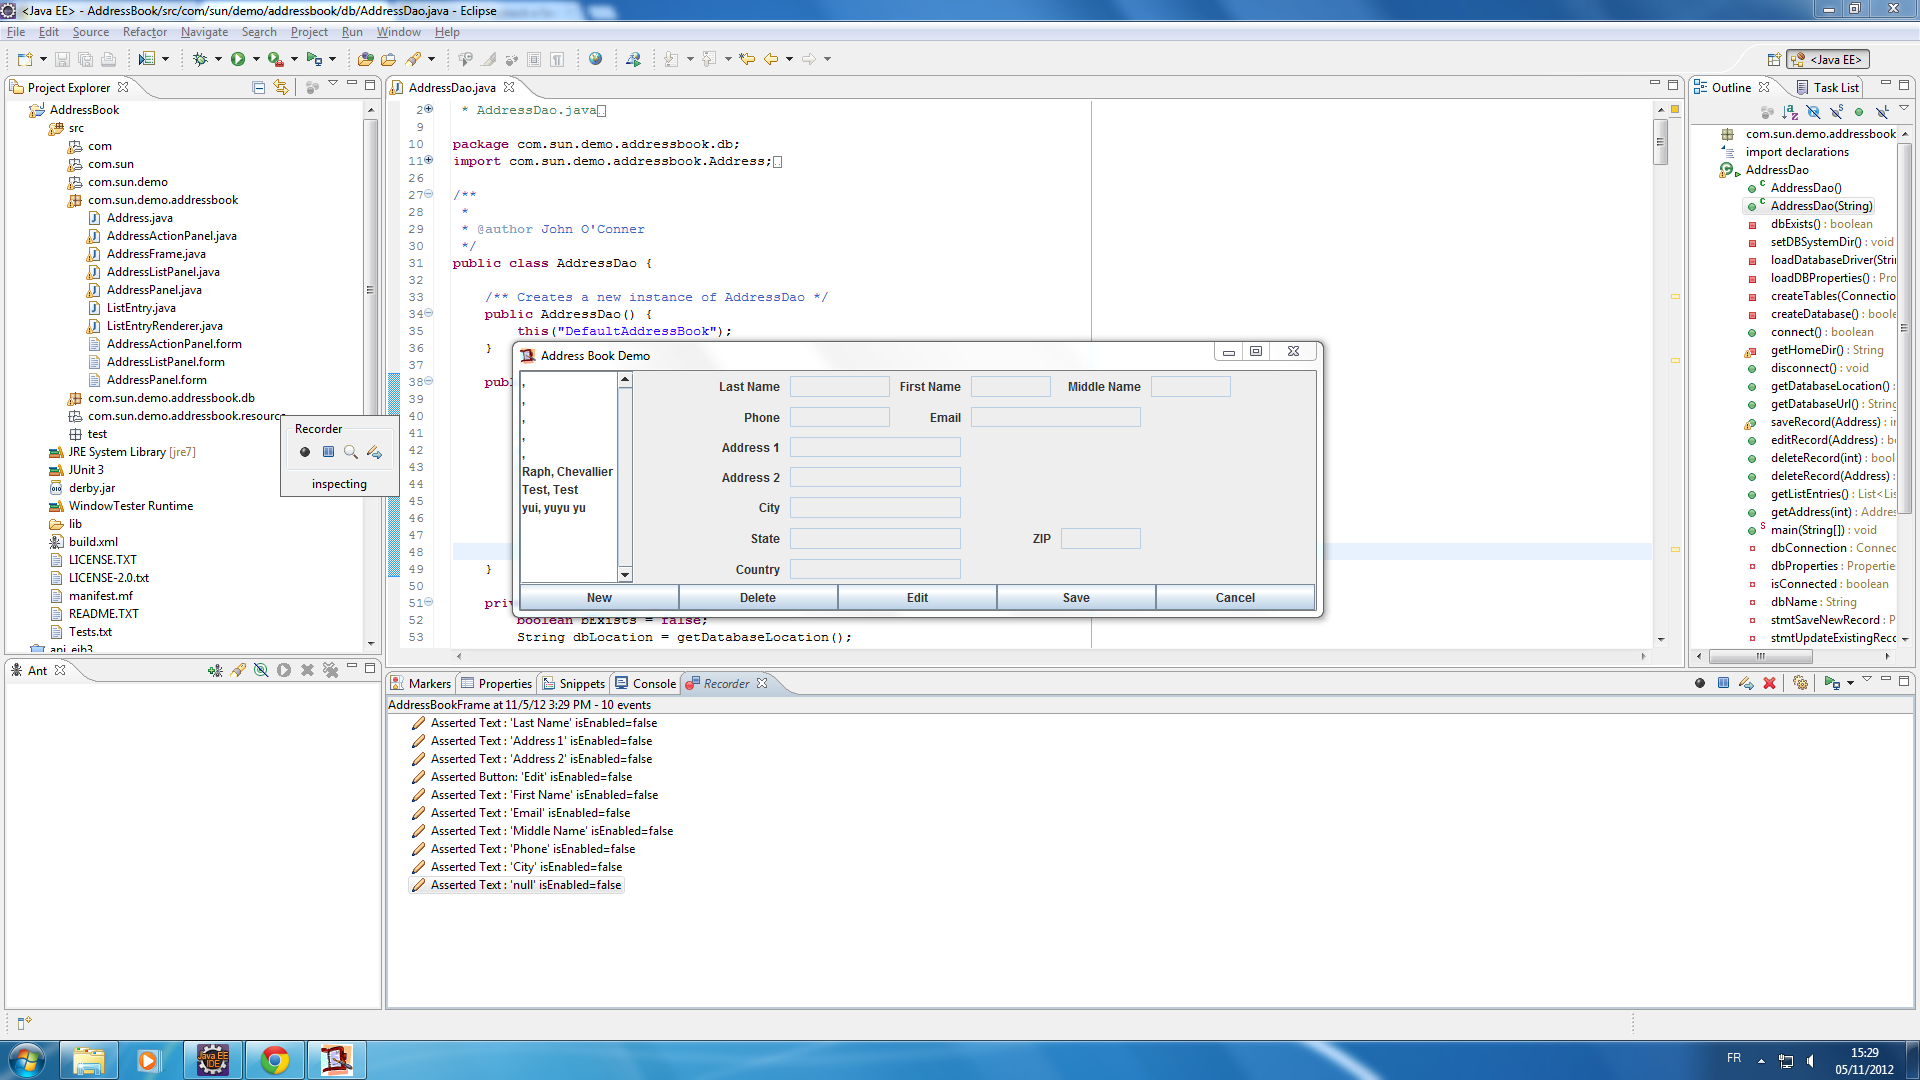 <Java EE> - AddressBook/src/com/sun/demo/addressbook/db/AddressDao.java - Eclipse
File Edit Source Refactor Navigate Search Project Run Window Help
<Java EE>
Project Explorer
AddressBook
src
com
com.sun
com.sun.demo
com.sun.demo.addressbook
Address.java
AddressActionPanel.java
AddressFrame.java
AddressListPanel.java
AddressPanel.java
ListEntry.java
ListEntryRenderer.java
AddressActionPanel.form
AddressListPanel.form
AddressPanel.form
com.sun.demo.addressbook.db
com.sun.demo.addressbook.resource
test
JRE System Library [jre7]
JUnit 3
derby.jar
WindowTester Runtime
lib
build.xml
LICENSE.TXT
LICENSE-2.0.txt
manifest.mf
README.TXT
Tests.txt
api_ejb3
Recorder
inspecting
Ant
AddressDao.java
2 * AddressDao.java
9
10 package com.sun.demo.addressbook.db;
11 import com.sun.demo.addressbook.Address;
26
27 /**
28 *
29 * @author John O'Conner
30 */
31 public class AddressDao {
32
33 /** Creates a new instance of AddressDao */
34 public AddressDao() {
35 this("DefaultAddressBook");
36 }
37
38 pub
39
40
41
42
43
44
45
46
47
48
49 }
50
51 pri
52 boolean bExists = false;
53 String dbLocation = getDatabaseLocation();
Address Book Demo
,
,
,
,
,
Raph, Chevallier
Test, Test
yui, yuyu yu
Last Name First Name Middle Name
Phone Email
Address 1
Address 2
City
State ZIP
Country
New Delete Edit Save Cancel
Outline Task List
com.sun.demo.addressbook
import declarations
AddressDao
AddressDao()
AddressDao(String)
dbExists() : boolean
setDBSystemDir() : void
loadDatabaseDriver(Stri
loadDBProperties() : Pro
createTables(Connectio
createDatabase() : boole
connect() : boolean
getHomeDir() : String
disconnect() : void
getDatabaseLocation() :
getDatabaseUrl() : String
saveRecord(Address) : in
editRecord(Address) : bo
deleteRecord(int) : bool
deleteRecord(Address) :
getListEntries() : List<Lis
getAddress(int) : Addres
main(String[]) : void
dbConnection : Connec
dbProperties : Propertie
isConnected : boolean
dbName : String
stmtSaveNewRecord : P
stmtUpdateExistingReco
Markers Properties Snippets Console Recorder
AddressBookFrame at 11/5/12 3:29 PM - 10 events
Asserted Text : 'Last Name' isEnabled=false
Asserted Text : 'Address 1' isEnabled=false
Asserted Text : 'Address 2' isEnabled=false
Asserted Button: 'Edit' isEnabled=false
Asserted Text : 'First Name' isEnabled=false
Asserted Text : 'Email' isEnabled=false
Asserted Text : 'Middle Name' isEnabled=false
Asserted Text : 'Phone' isEnabled=false
Asserted Text : 'City' isEnabled=false
Asserted Text : 'null' isEnabled=false
Java EE
IDE
FR
15:29
05/11/2012